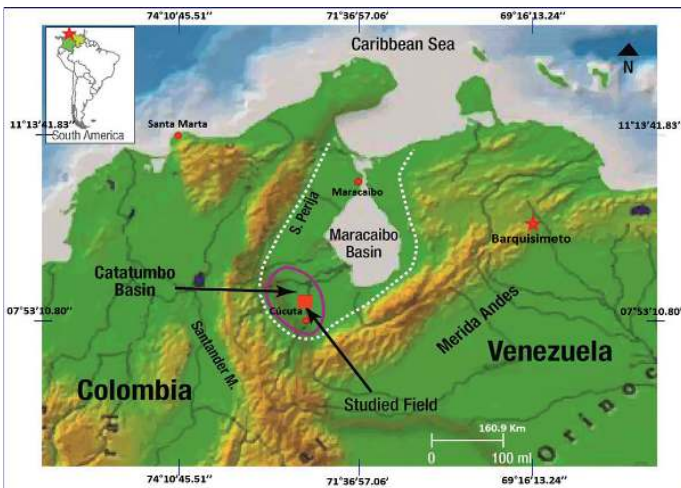 74°10'45.51'' 71°36'57.06' 69°16'13.24''
Caribbean Sea
N
South America
11°13'41.83''
11°13'41.83''
Santa Marta
S. Perija
Maracaibo
Maracaibo
Basin
Barquisimeto
Catatumbo
Basin
Cúcuta
07°53'10.80''
07°53'10.80''
Santander M.
Merida Andes
Venezuela
Colombia
Studied Field
160.9 Km
0 100 ml
Orinoc
74°10'45.51'' 71°36'57.06' 69°16'13.24''